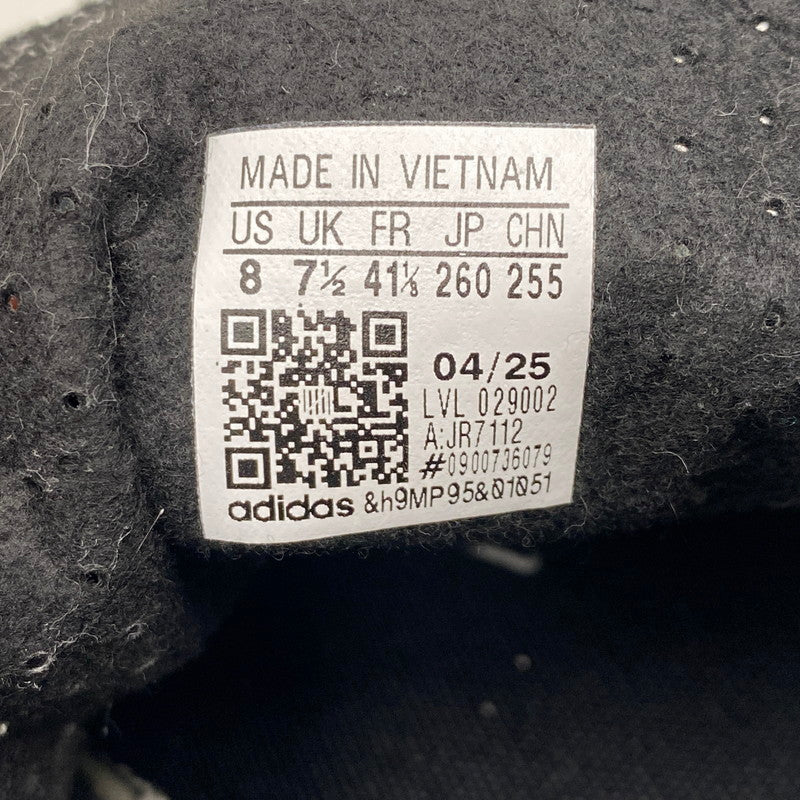 MADE IN VIETNAM
US UK FR JP CHN
8 7½ 41⅓ 260 255
04/25
LVL 029002
A:JR7112
#0900736079
adidas &h9MP95&01051